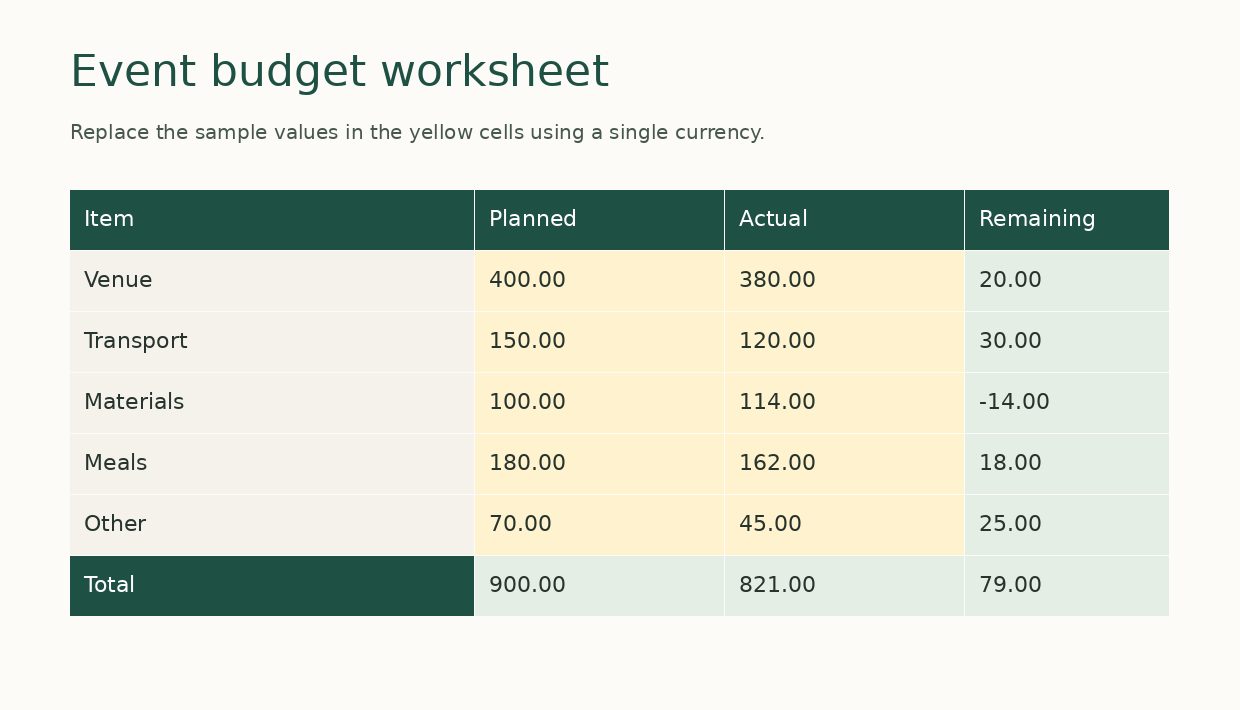 Event budget worksheet
Replace the sample values in the yellow cells using a single currency.
Item Planned Actual Remaining
Venue 400.00 380.00 20.00
Transport 150.00 120.00 30.00
Materials 100.00 114.00 -14.00
Meals 180.00 162.00 18.00
Other 70.00 45.00 25.00
Total 900.00 821.00 79.00